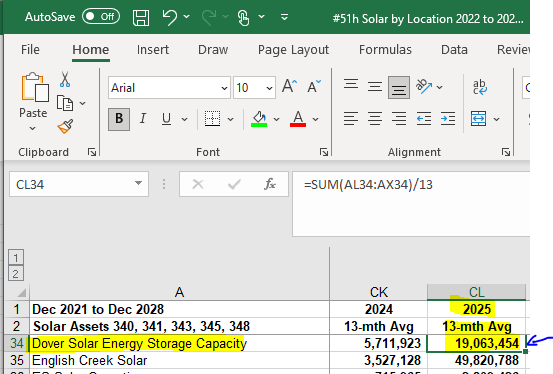 AutoSave Off #51h Solar by Location 2022 to 202...
File Home Insert Draw Page Layout Formulas Data Review
Paste Arial 10 A A ab
B I U A
Clipboard Font Alignment
CL34 fx =SUM(AL34:AX34)/13
1
2
A CK CL
1 Dec 2021 to Dec 2028 2024 2025
2 Solar Assets 340, 341, 343, 345, 348 13-mth Avg 13-mth Avg
34 Dover Solar Energy Storage Capacity 5,711,923 19,063,454
35 English Creek Solar 3,527,128 49,820,788